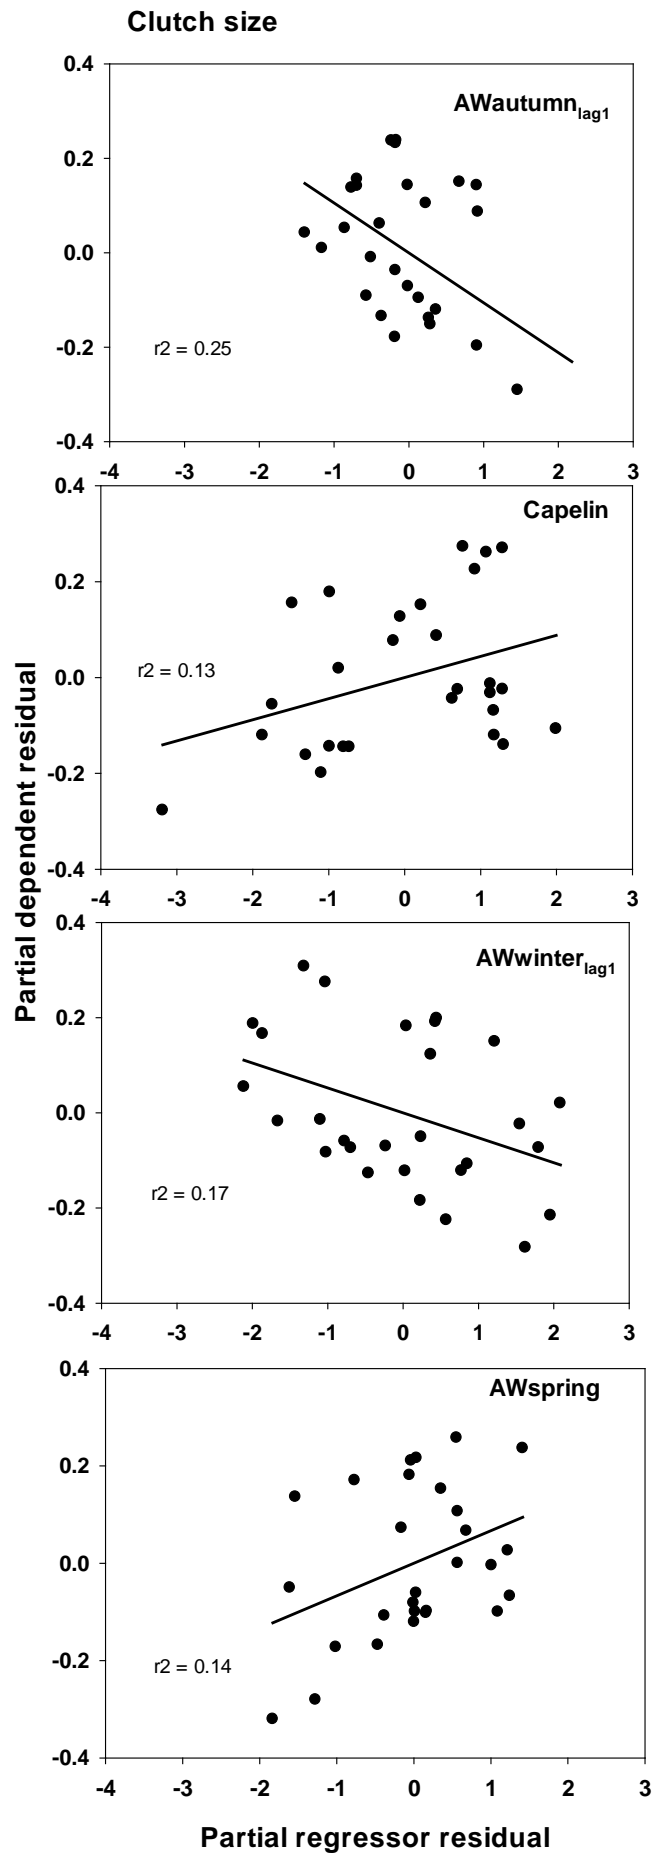 Clutch size
0.4
AWautumnlag1
0.2
0.0
-0.2
r2 = 0.25
-0.4
-4 -3 -2 -1 0 1 2 3
0.4
Capelin
0.2
r2 = 0.13
0.0
-0.2
-0.4
-4 -3 -2 -1 0 1 2 3
Partial dependent residual
0.4
AWwinterlag1
0.2
0.0
r2 = 0.17
-0.2
-0.4
-4 -3 -2 -1 0 1 2 3
0.4
AWspring
0.2
0.0
-0.2
r2 = 0.14
-0.4
-4 -3 -2 -1 0 1 2 3
Partial regressor residual